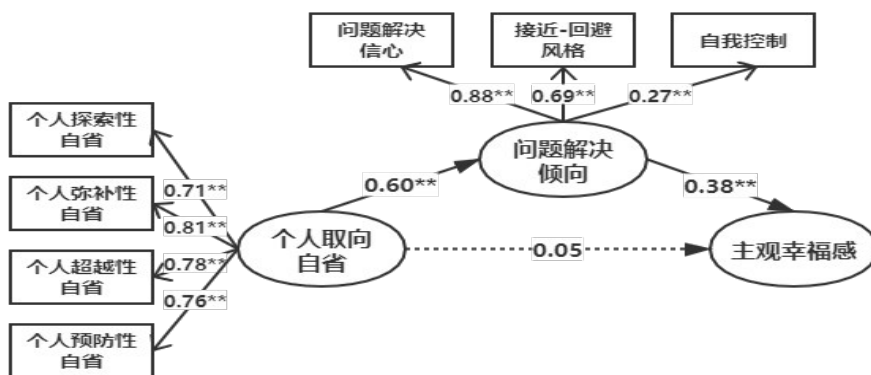 问题解决
信心
接近-回避
风格
自我控制
0.88**
0.69**
0.27**
个人探索性
自省
问题解决
倾向
个人弥补性
自省
0.71**
0.60**
0.38**
0.81**
个人取向
自省
0.05
主观幸福感
个人超越性
自省
0.78**
0.76**
个人预防性
自省